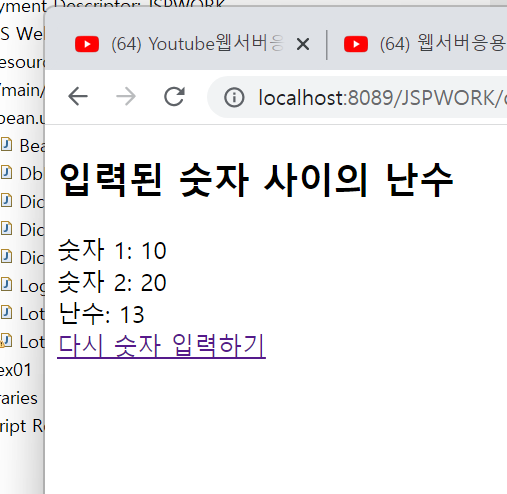 yment Descriptor: JSPWORK
S Wel
esourc
/main/
bean.u
Bea
Dbl
Dic
Dic
Dic
Log
Lot
Lot
ex01
raries
ript Re
(64) Youtube웹서버응
(64) 웹서버응용
localhost:8089/JSPWORK/
입력된 숫자 사이의 난수
숫자 1: 10
숫자 2: 20
난수: 13
다시 숫자 입력하기